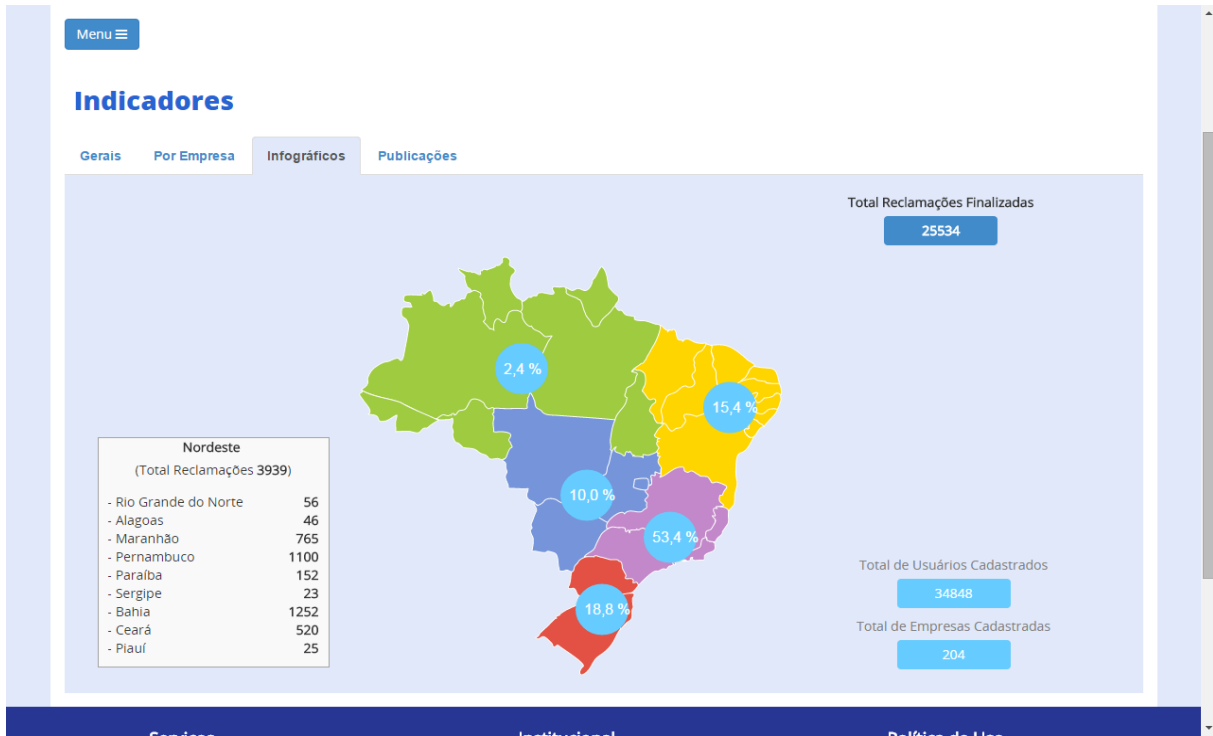 Menu
Indicadores
Gerais Por Empresa Infográficos Publicações
Total Reclamações Finalizadas
25534
2,4 %
15,4 %
10,0 %
53,4 %
18,8 %
Nordeste
(Total Reclamações 3939)
- Rio Grande do Norte 56
- Alagoas 46
- Maranhão 765
- Pernambuco 1100
- Paraíba 152
- Sergipe 23
- Bahia 1252
- Ceará 520
- Piauí 25
Total de Usuários Cadastrados
34848
Total de Empresas Cadastradas
204